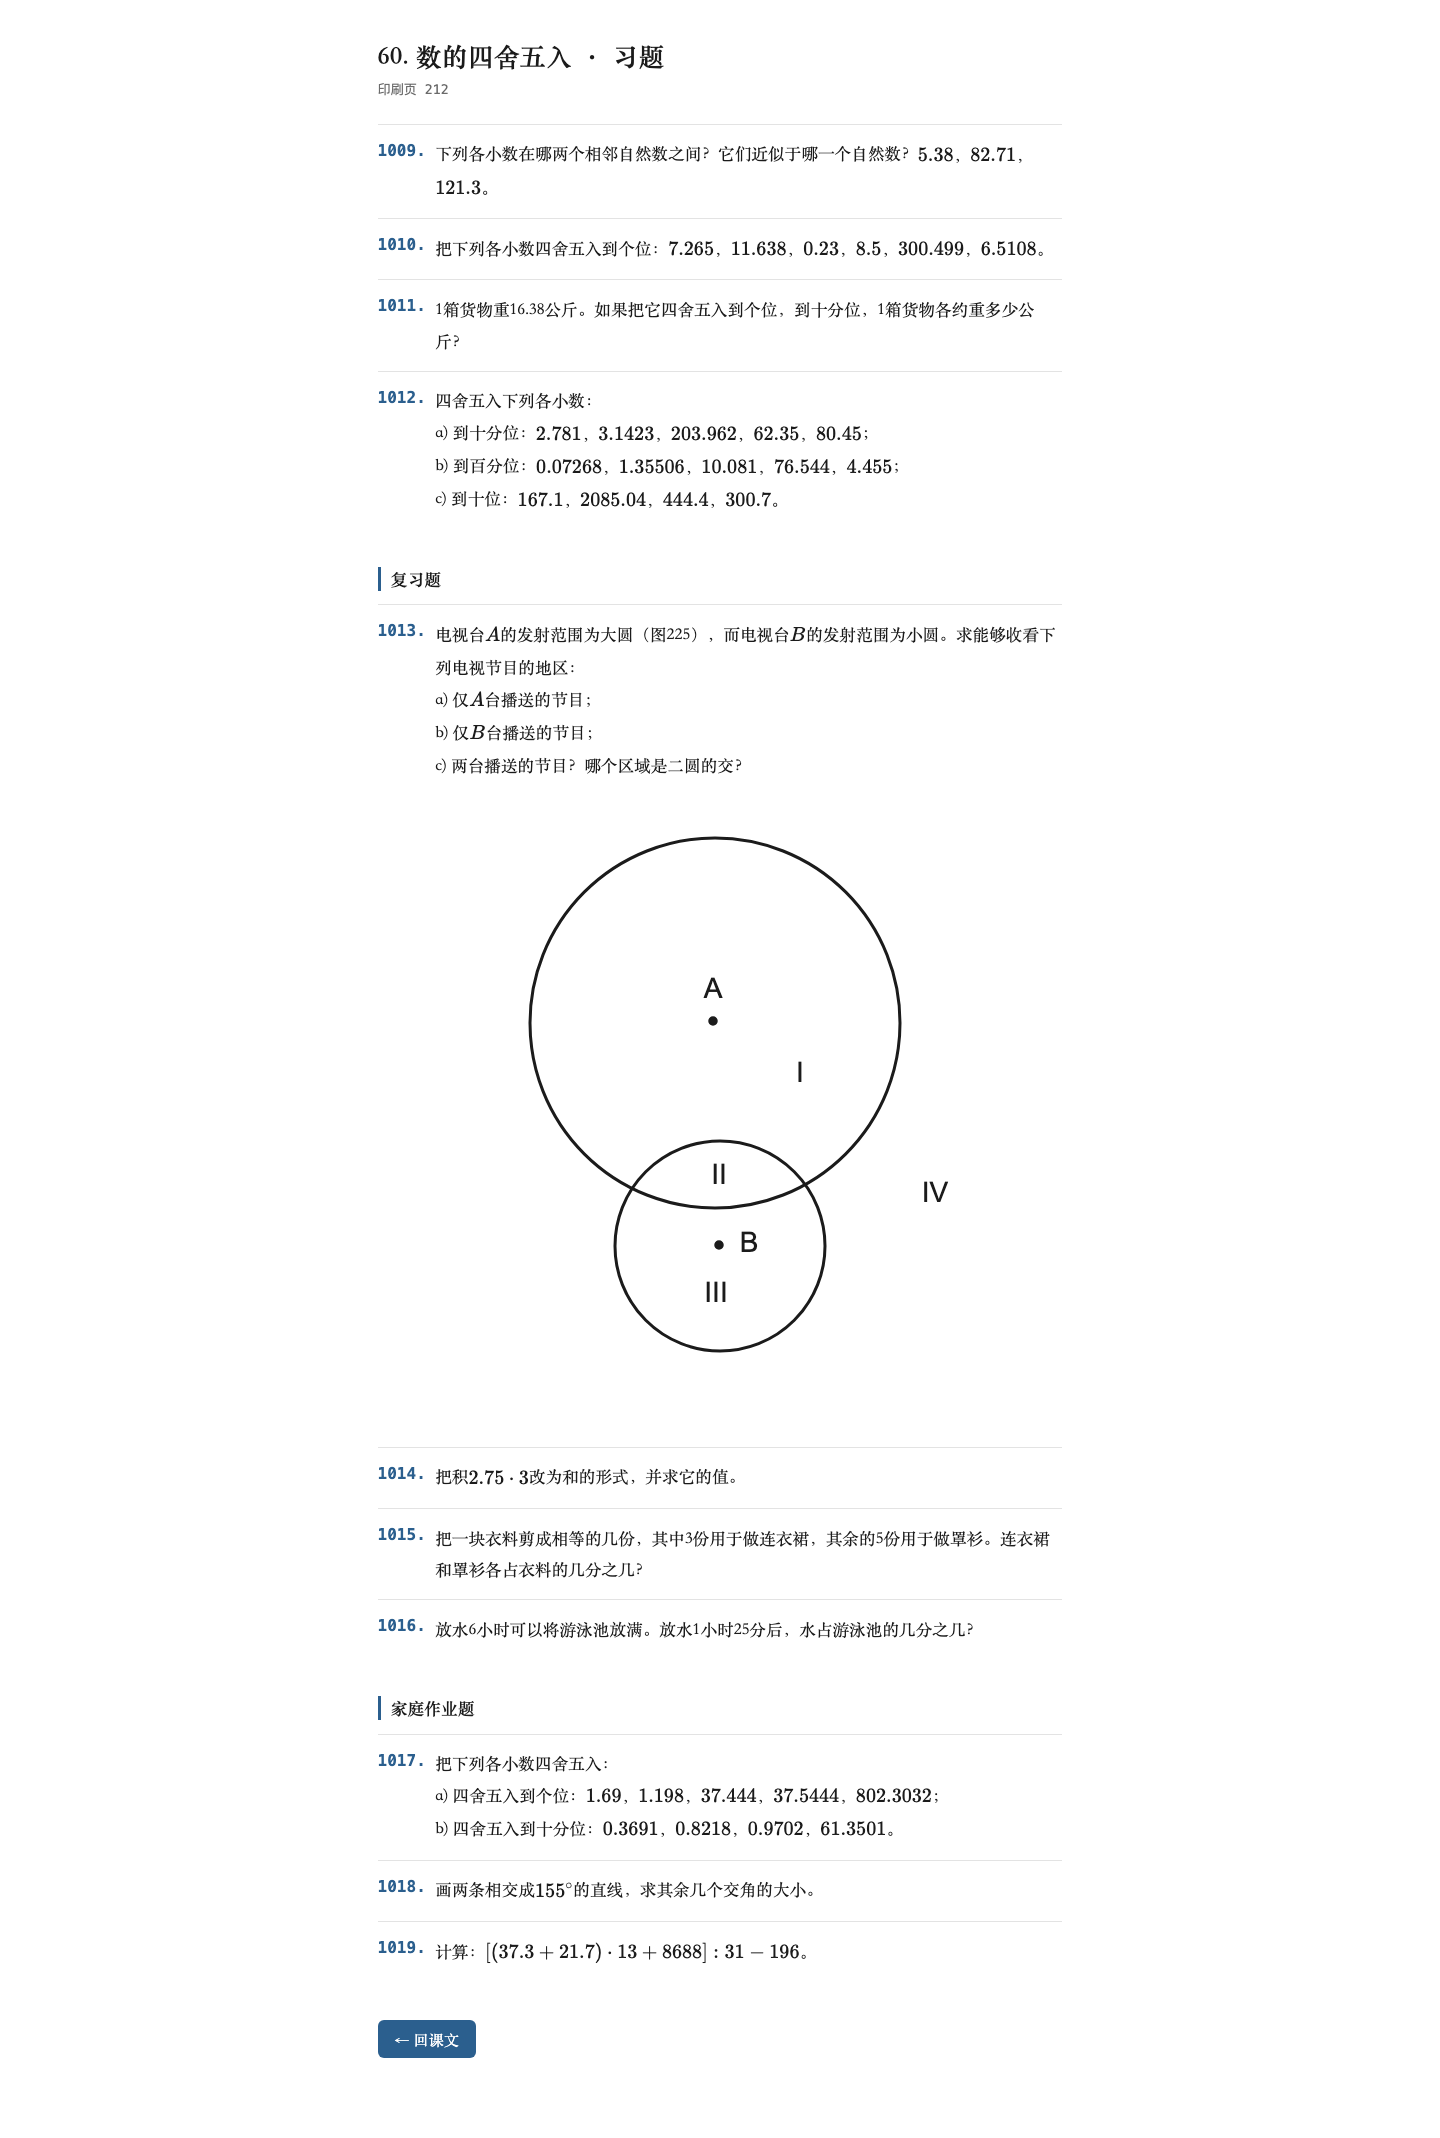 60. 数的四舍五入 · 习题
印刷页 212
1009. 下列各小数在哪两个相邻自然数之间？它们近似于哪一个自然数？5.38，82.71，
121.3。
1010. 把下列各小数四舍五入到个位：7.265，11.638，0.23，8.5，300.499，6.5108。
1011. 1箱货物重16.38公斤。如果把它四舍五入到个位，到十分位，1箱货物各约重多少公
斤？
1012. 四舍五入下列各小数：
a) 到十分位：2.781，3.1423，203.962，62.35，80.45；
b) 到百分位：0.07268，1.35506，10.081，76.544，4.455；
c) 到十位：167.1，2085.04，444.4，300.7。
复习题
1013. 电视台A的发射范围为大圆（图225），而电视台B的发射范围为小圆。求能够收看下
列电视节目的地区：
a) 仅A台播送的节目；
b) 仅B台播送的节目；
c) 两台播送的节目？哪个区域是二圆的交？
A
I
II
IV
B
III
1014. 把积2.75 · 3改为和的形式，并求它的值。
1015. 把一块衣料剪成相等的几份，其中3份用于做连衣裙，其余的5份用于做罩衫。连衣裙
和罩衫各占衣料的几分之几？
1016. 放水6小时可以将游泳池放满。放水1小时25分后，水占游泳池的几分之几？
家庭作业题
1017. 把下列各小数四舍五入：
a) 四舍五入到个位：1.69，1.198，37.444，37.5444，802.3032；
b) 四舍五入到十分位：0.3691，0.8218，0.9702，61.3501。
1018. 画两条相交成155°的直线，求其余几个交角的大小。
1019. 计算：[(37.3 + 21.7) · 13 + 8688] : 31 − 196。
← 回课文